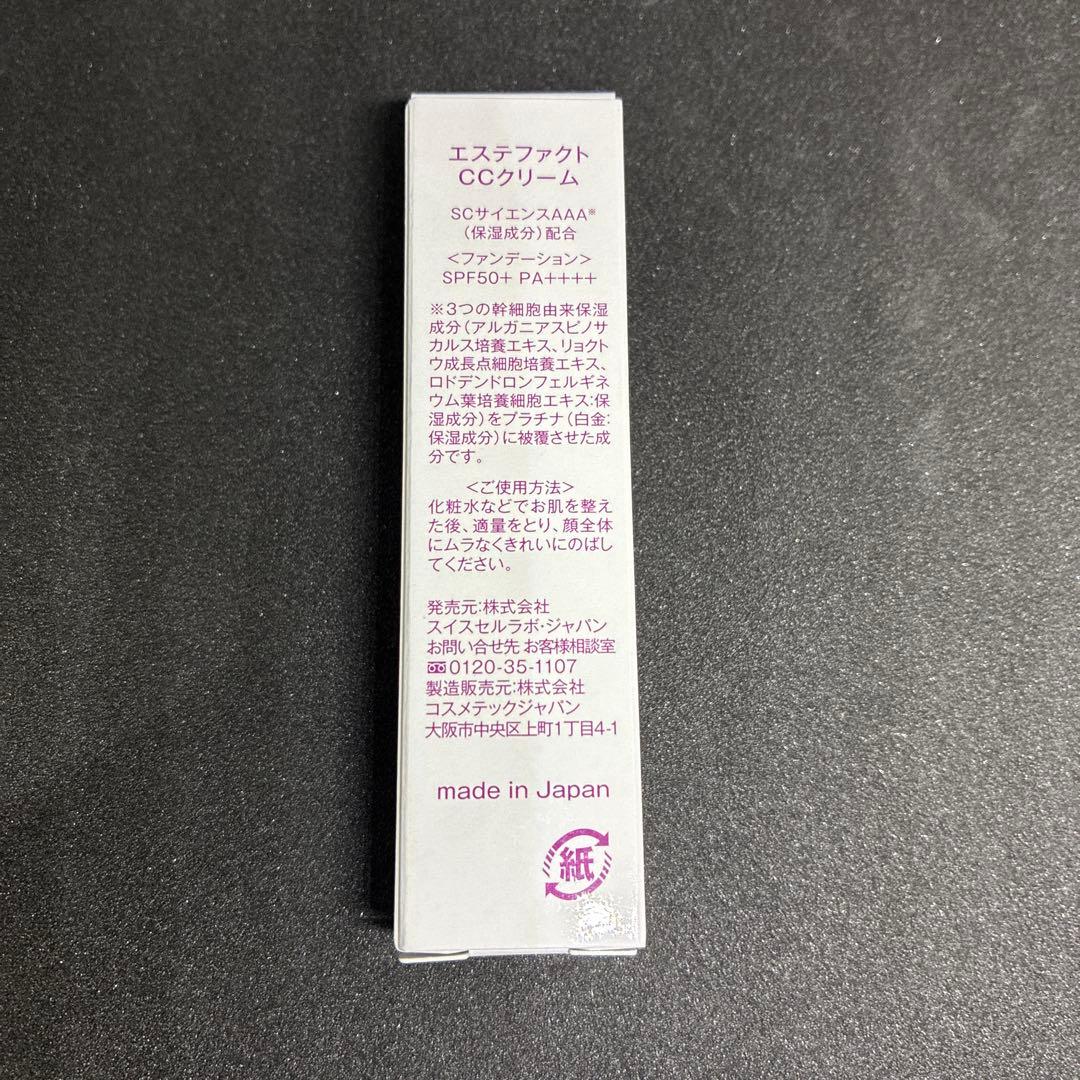 エステファクト
CCクリーム
SCサイエンスAAA※
(保湿成分)配合
＜ファンデーション＞
SPF50+ PA++++
※3つの幹細胞由来保湿
成分(アルガニアスピノサ
カルス培養エキス、リョクト
ウ成長点細胞培養エキス、
ロドデンドロンフェルギネ
ウム葉培養細胞エキス:保
湿成分)をプラチナ(白金:
保湿成分)に被覆させた成
分です。
＜ご使用方法＞
化粧水などでお肌を整え
た後、適量をとり、顔全体
にムラなくきれいにのばし
てください。
発売元:株式会社
スイスセルラボ・ジャパン
お問い合せ先 お客様相談室
0120-35-1107
製造販売元:株式会社
コスメテックジャパン
大阪市中央区上町1丁目4-1
made in Japan
紙